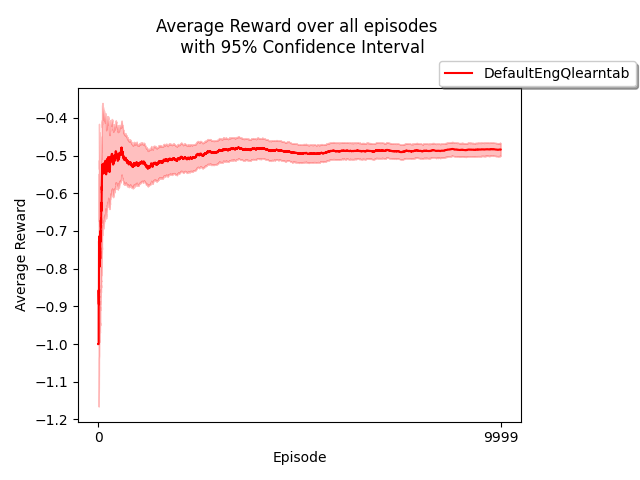 Average Reward over all episodes
with 95% Confidence Interval
DefaultEngQlearntab
−0.4
−0.5
−0.6
−0.7
−0.8
−0.9
−1.0
−1.1
−1.2
Average Reward
0
9999
Episode